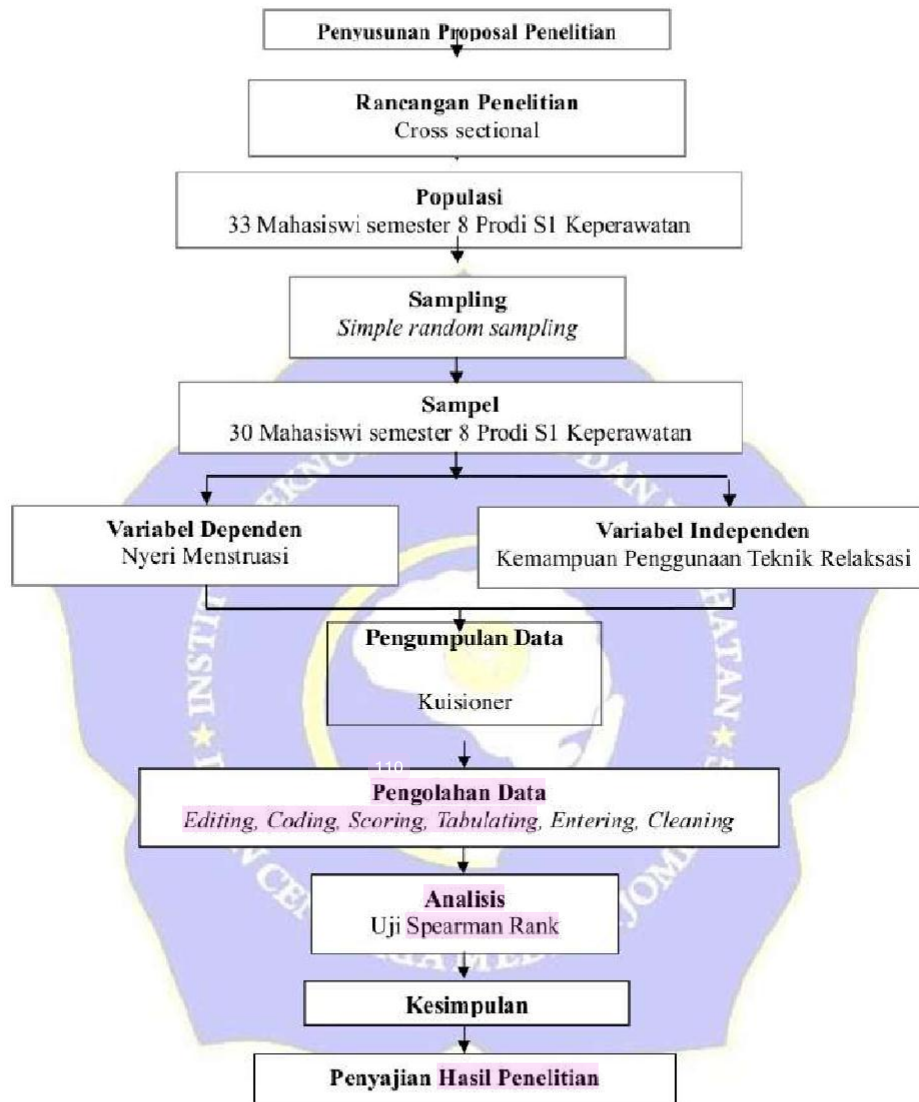 Penyusunan Proposal Penelitian
Rancangan Penelitian
Cross sectional
Populasi
33 Mahasiswi semester 8 Prodi S1 Keperawatan
Sampling
Simple random sampling
Sampel
30 Mahasiswi semester 8 Prodi S1 Keperawatan
Variabel Dependen
Nyeri Menstruasi
Variabel Independen
Kemampuan Penggunaan Teknik Relaksasi
Pengumpulan Data
Kuisioner
110
Pengolahan Data
Editing, Coding, Scoring, Tabulating, Entering, Cleaning
Analisis
Uji Spearman Rank
Kesimpulan
Penyajian Hasil Penelitian